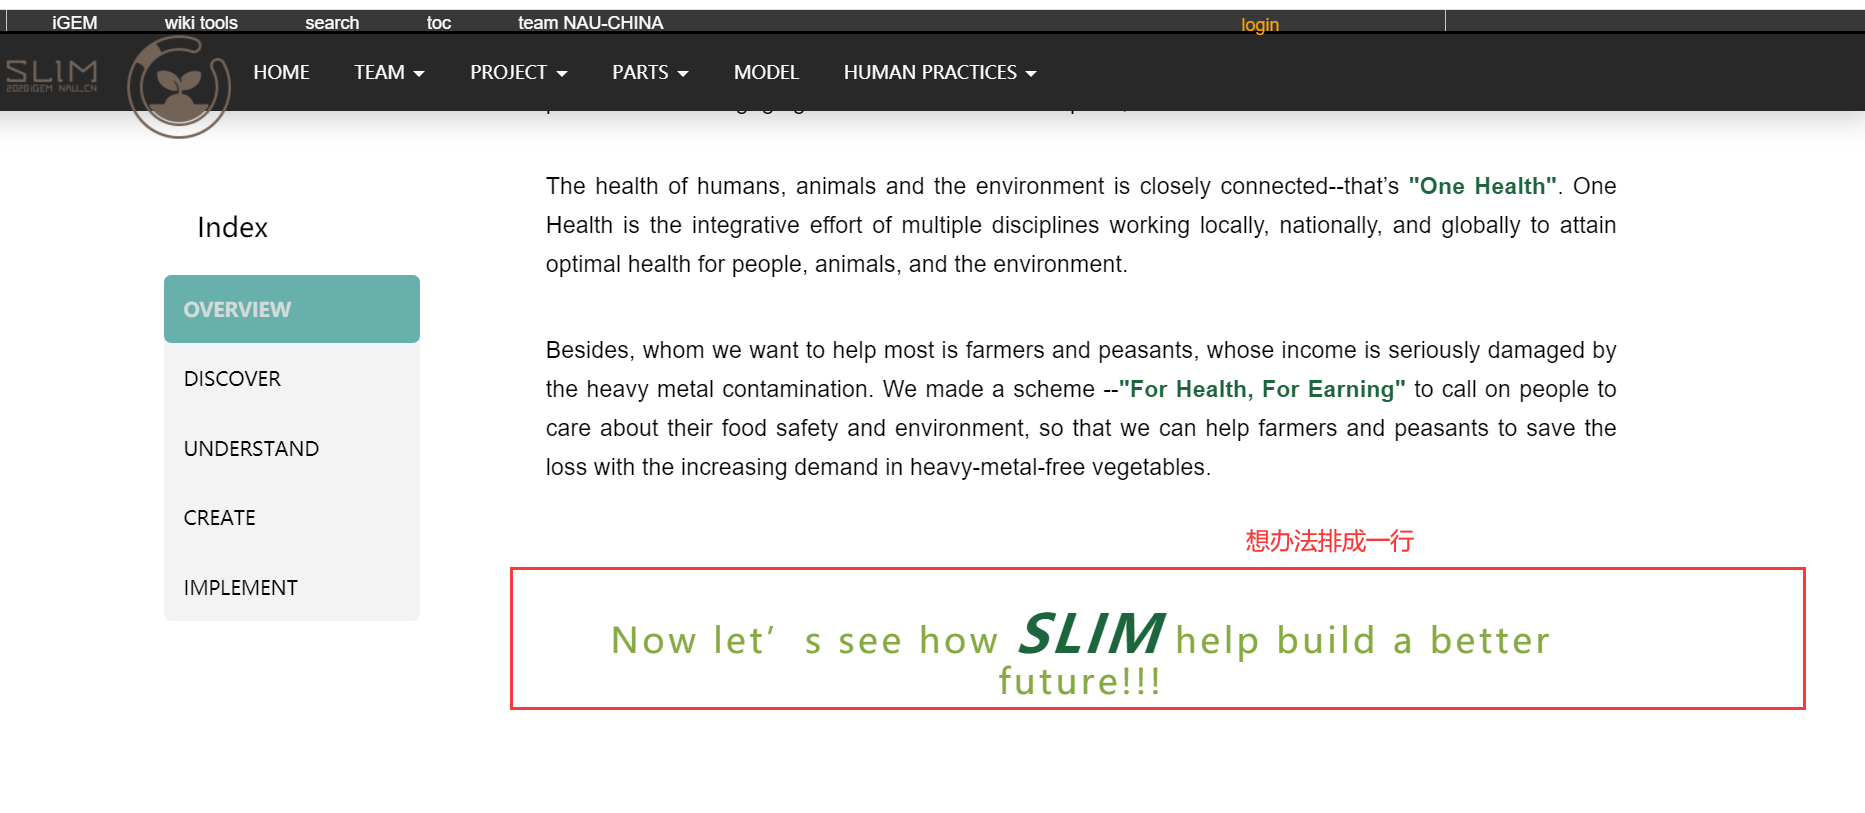 iGEM wiki tools search toc team NAU-CHINA login
SLIM
2020iGEM NAU_CN
HOME TEAM PROJECT PARTS MODEL HUMAN PRACTICES
The health of humans, animals and the environment is closely connected--that’s "One Health". One
Health is the integrative effort of multiple disciplines working locally, nationally, and globally to attain
optimal health for people, animals, and the environment.
Index
OVERVIEW
DISCOVER
UNDERSTAND
CREATE
IMPLEMENT
Besides, whom we want to help most is farmers and peasants, whose income is seriously damaged by
the heavy metal contamination. We made a scheme --"For Health, For Earning" to call on people to
care about their food safety and environment, so that we can help farmers and peasants to save the
loss with the increasing demand in heavy-metal-free vegetables.
想办法排成一行
Now let’s see how SLIM help build a better
future!!!